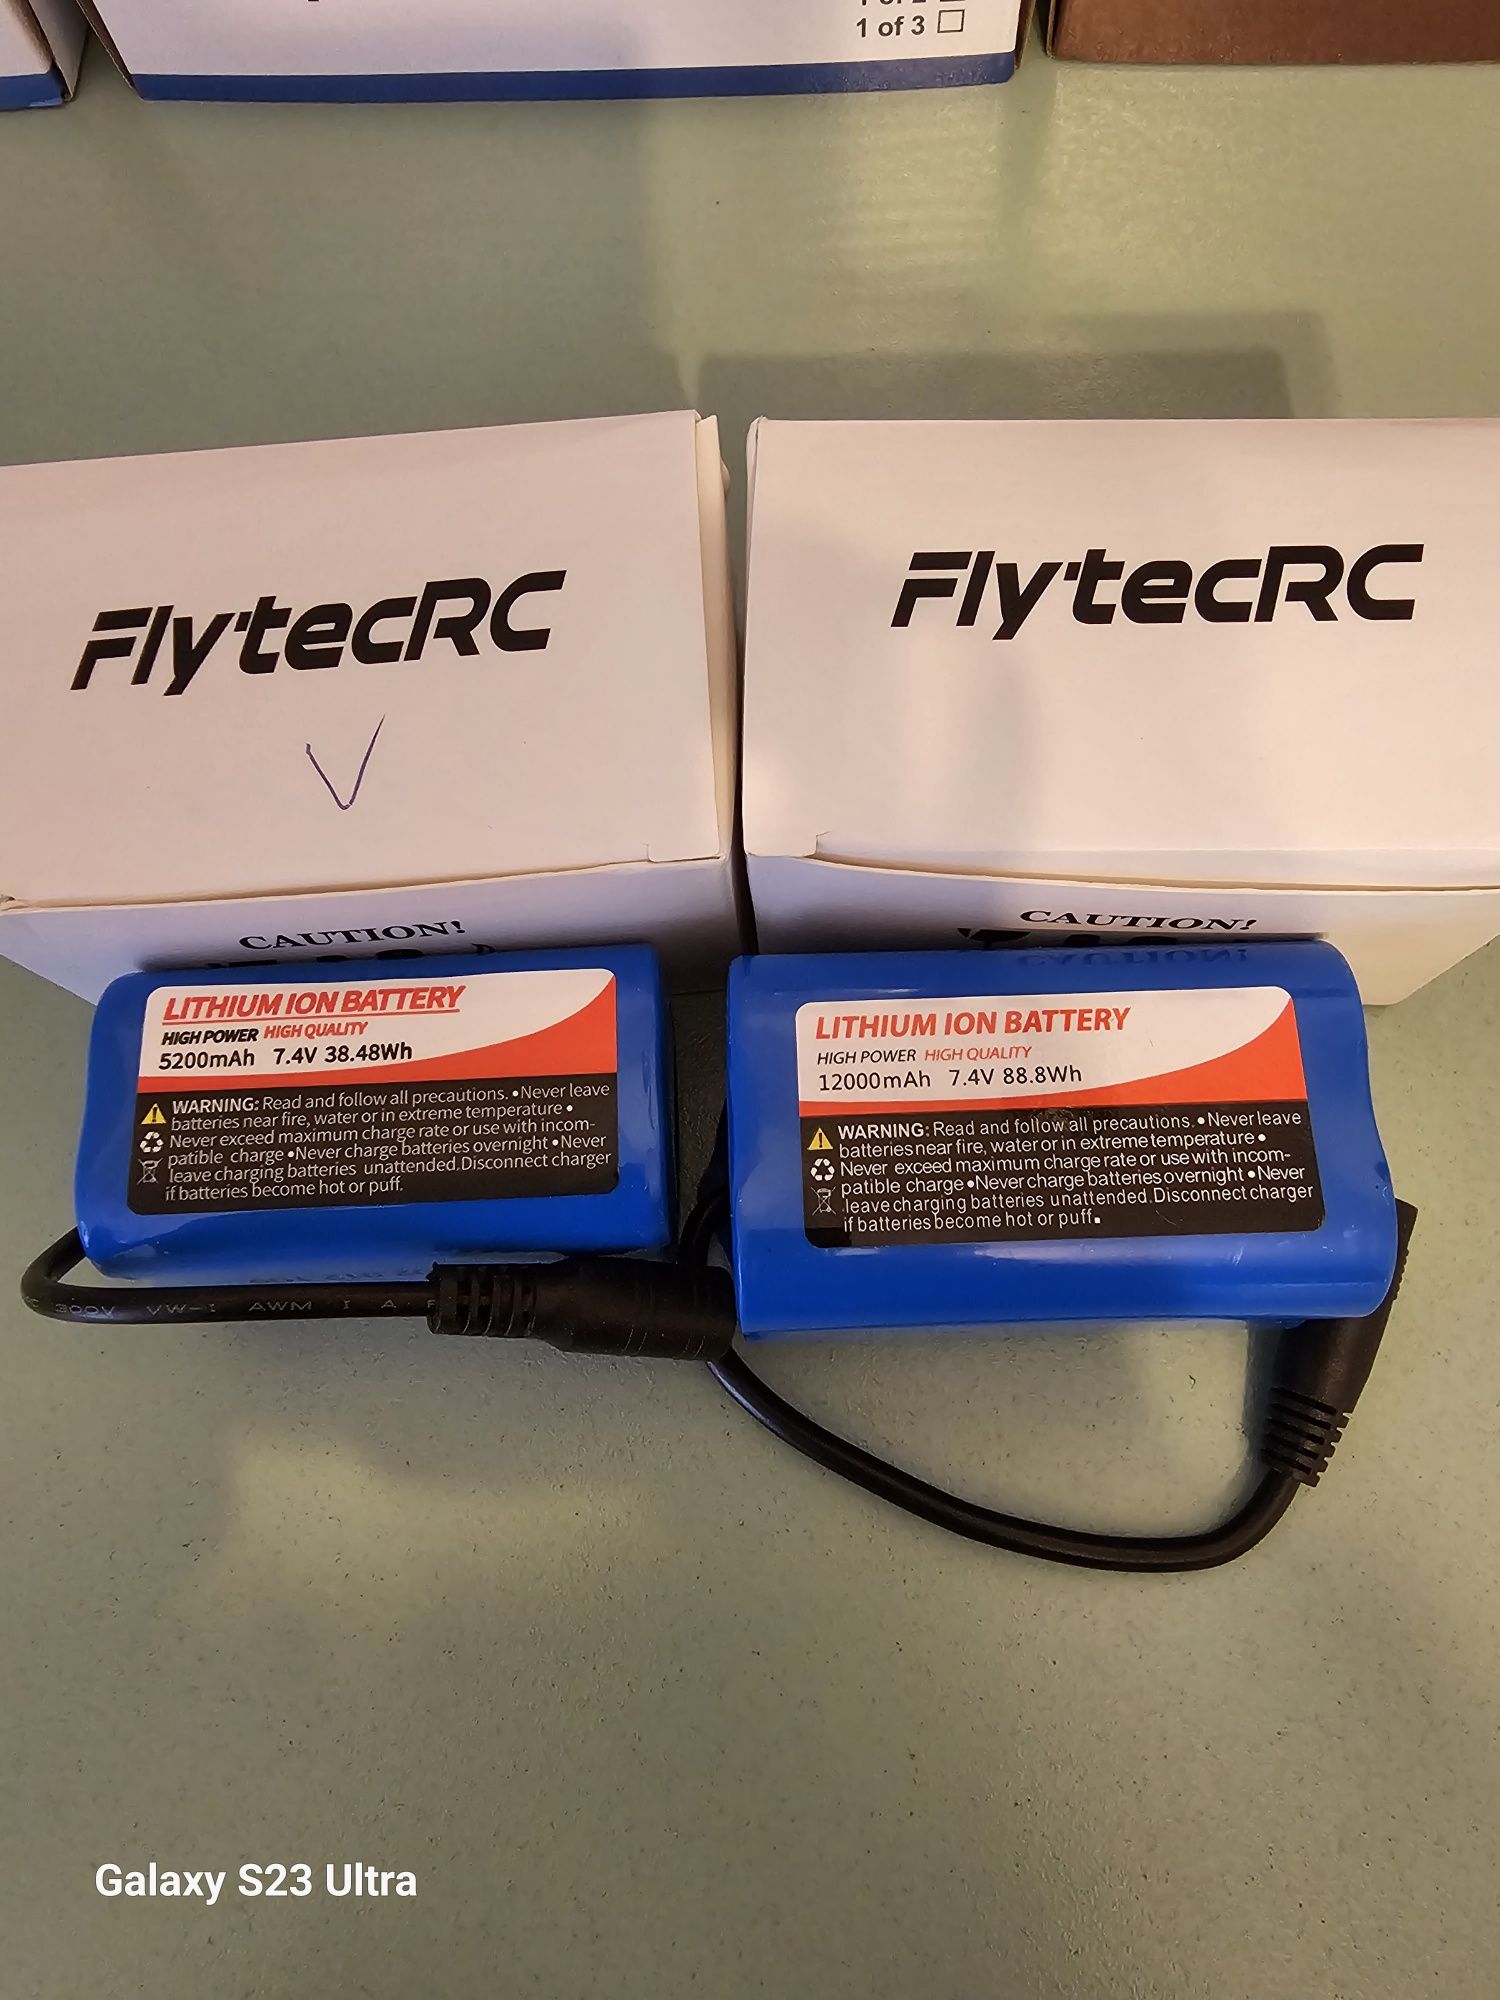 1 of 3
FlytecRC
FlytecRC
V
CAUTION!
CAUTION!
LITHIUM ION BATTERY
HIGH POWER HIGH QUALITY
5200mAh 7.4V 38.48Wh
WARNING: Read and follow all precautions. •Never leave
batteries near fire, water or in extreme temperature •
Never exceed maximum charge rate or use with incom-
patible charge •Never charge batteries overnight •Never
leave charging batteries unattended.Disconnect charger
if batteries become hot or puff.
LITHIUM ION BATTERY
HIGH POWER HIGH QUALITY
12000mAh 7.4V 88.8Wh
WARNING: Read and follow all precautions. •Never leave
batteries near fire, water or in extreme temperature •
Never exceed maximum charge rate or use with incom-
patible charge •Never charge batteries overnight •Never
leave charging batteries unattended.Disconnect charger
if batteries become hot or puff.
300V VW-1 AWM I A
Galaxy S23 Ultra